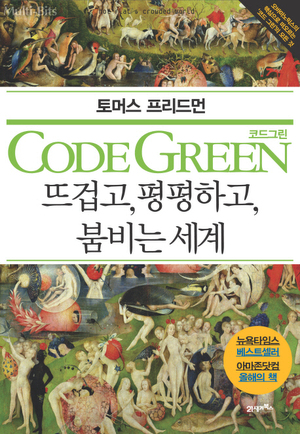 Multi-Bits
토머스 프리드먼
코드그린
CODE GREEN
뜨겁고, 평평하고,
붐비는 세계
뉴욕타임스
베스트셀러
아마존닷컴
올해의 책
21세기북스